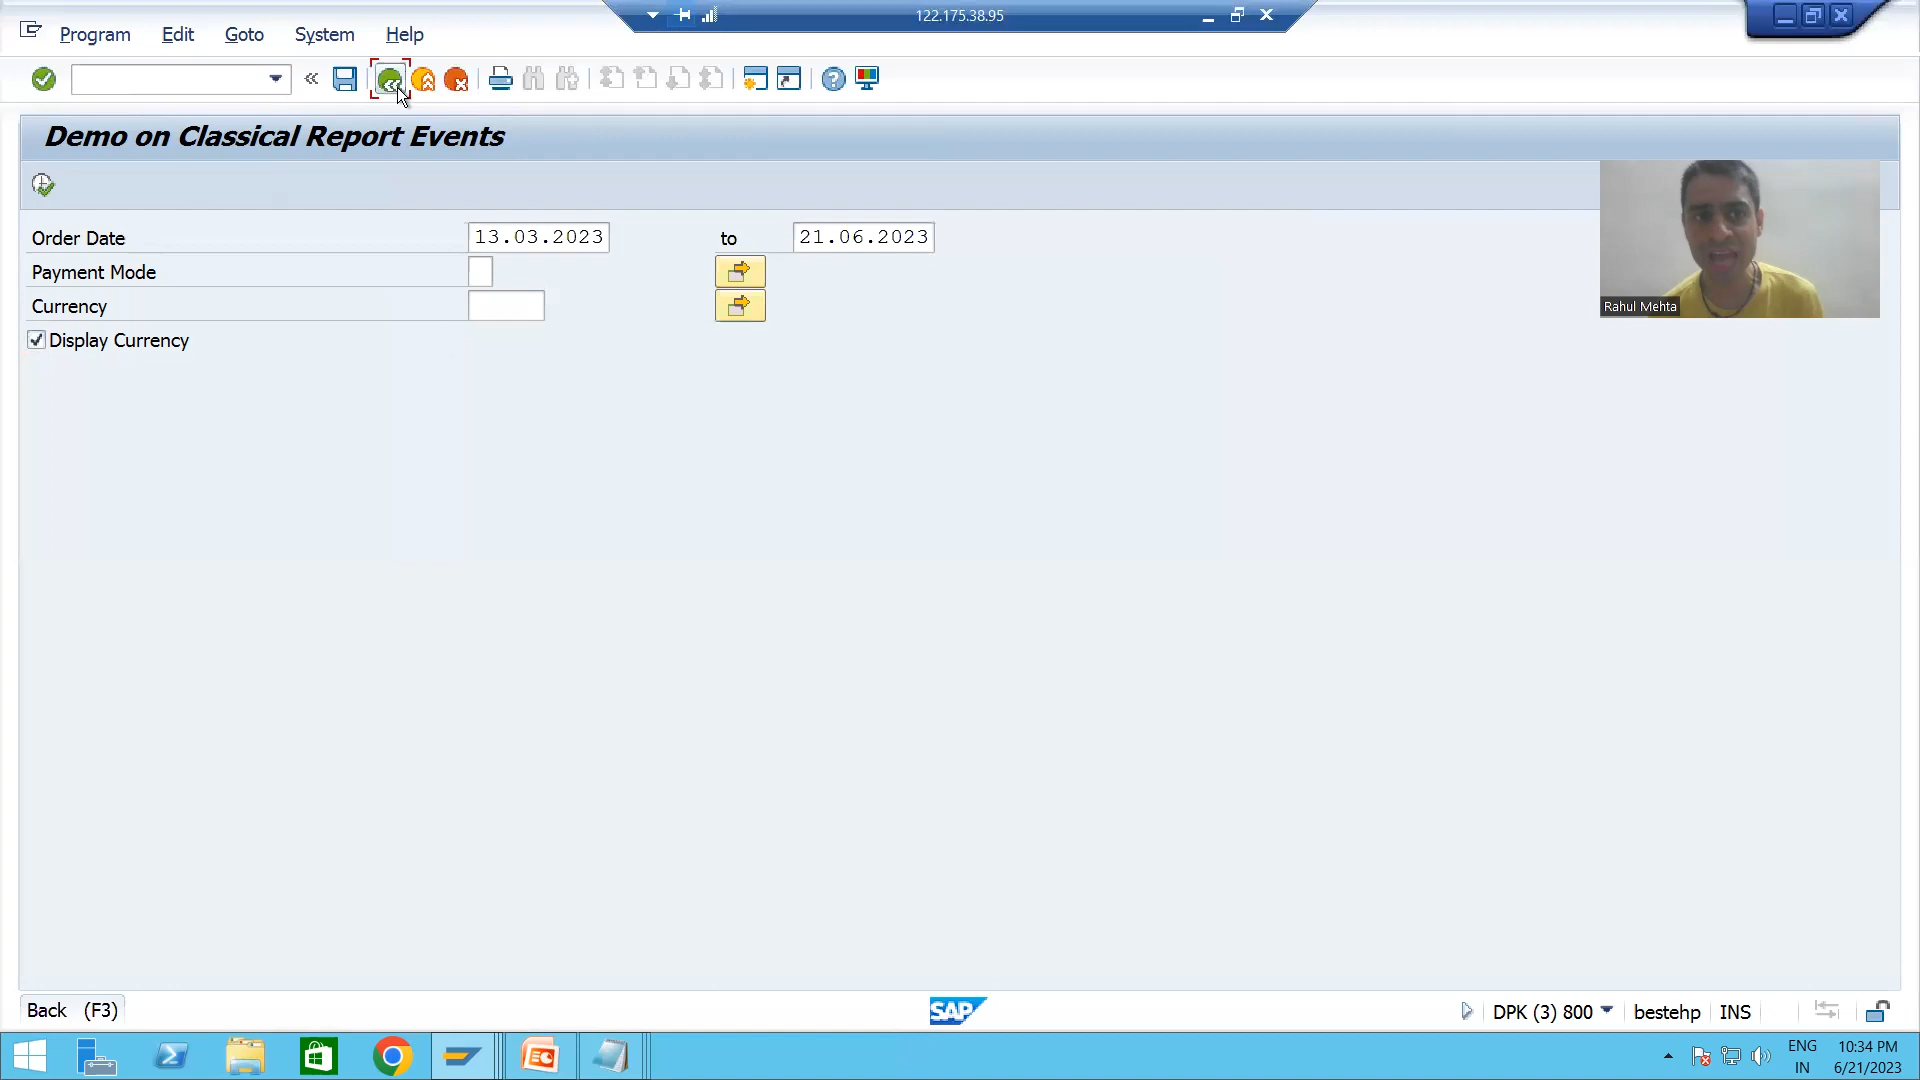 122.175.38.95
Program Edit Goto System Help
Demo on Classical Report Events
Order Date 13.03.2023 to 21.06.2023
Payment Mode
Currency
Display Currency
Rahul Mehta
Back (F3) SAP DPK (3) 800 bestehp INS
ENG 10:34 PM
IN 6/21/2023